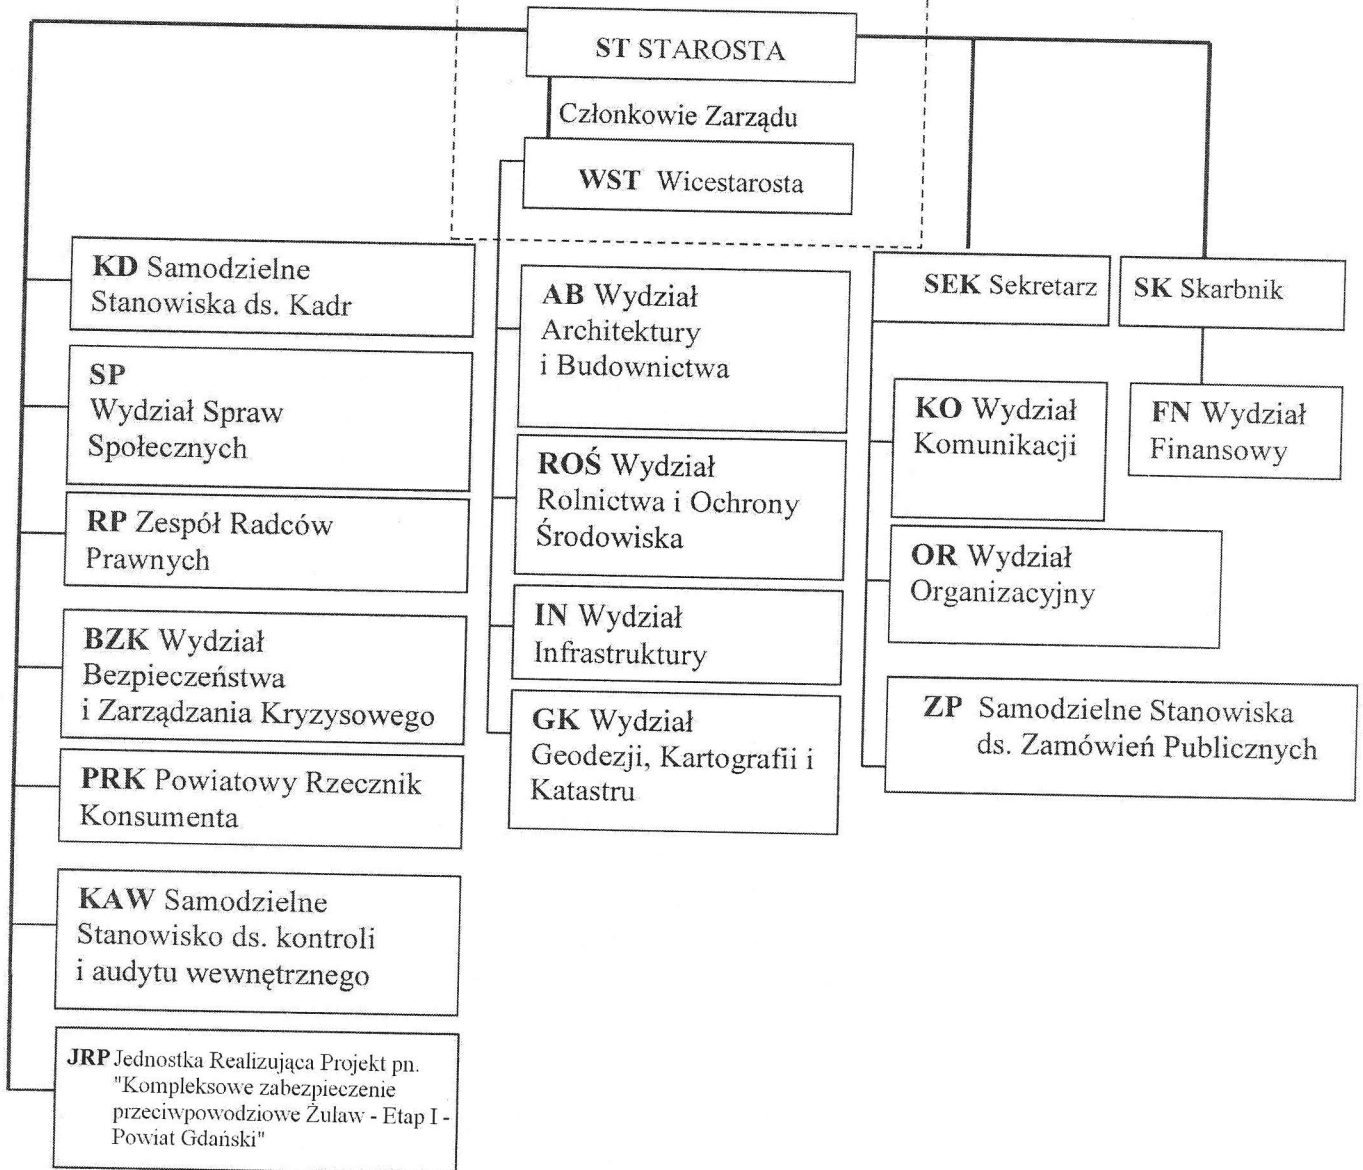 ST STAROSTA
Członkowie Zarządu
WST Wicestarosta
KD Samodzielne
Stanowiska ds. Kadr
SP
Wydział Spraw
Społecznych
RP Zespół Radców
Prawnych
BZK Wydział
Bezpieczeństwa
i Zarządzania Kryzysowego
PRK Powiatowy Rzecznik
Konsumenta
KAW Samodzielne
Stanowisko ds. kontroli
i audytu wewnętrznego
JRP Jednostka Realizująca Projekt pn.
"Kompleksowe zabezpieczenie
przeciwpowodziowe Żuław - Etap I -
Powiat Gdański"
AB Wydział
Architektury
i Budownictwa
ROŚ Wydział
Rolnictwa i Ochrony
Środowiska
IN Wydział
Infrastruktury
GK Wydział
Geodezji, Kartografii i
Katastru
SEK Sekretarz
KO Wydział
Komunikacji
OR Wydział
Organizacyjny
ZP Samodzielne Stanowiska
ds. Zamówień Publicznych
SK Skarbnik
FN Wydział
Finansowy